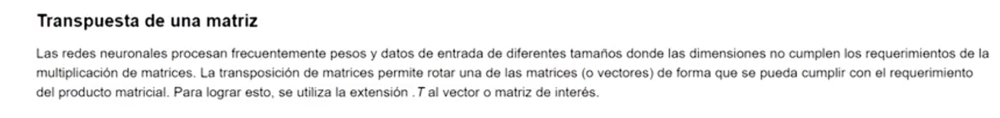 Transpuesta de una matriz
Las redes neuronales procesan frecuentemente pesos y datos de entrada de diferentes tamaños donde las dimensiones no cumplen los requerimientos de la
multiplicación de matrices. La transposición de matrices permite rotar una de las matrices (o vectores) de forma que se pueda cumplir con el requerimiento
del producto matricial. Para lograr esto, se utiliza la extensión .T al vector o matriz de interés.